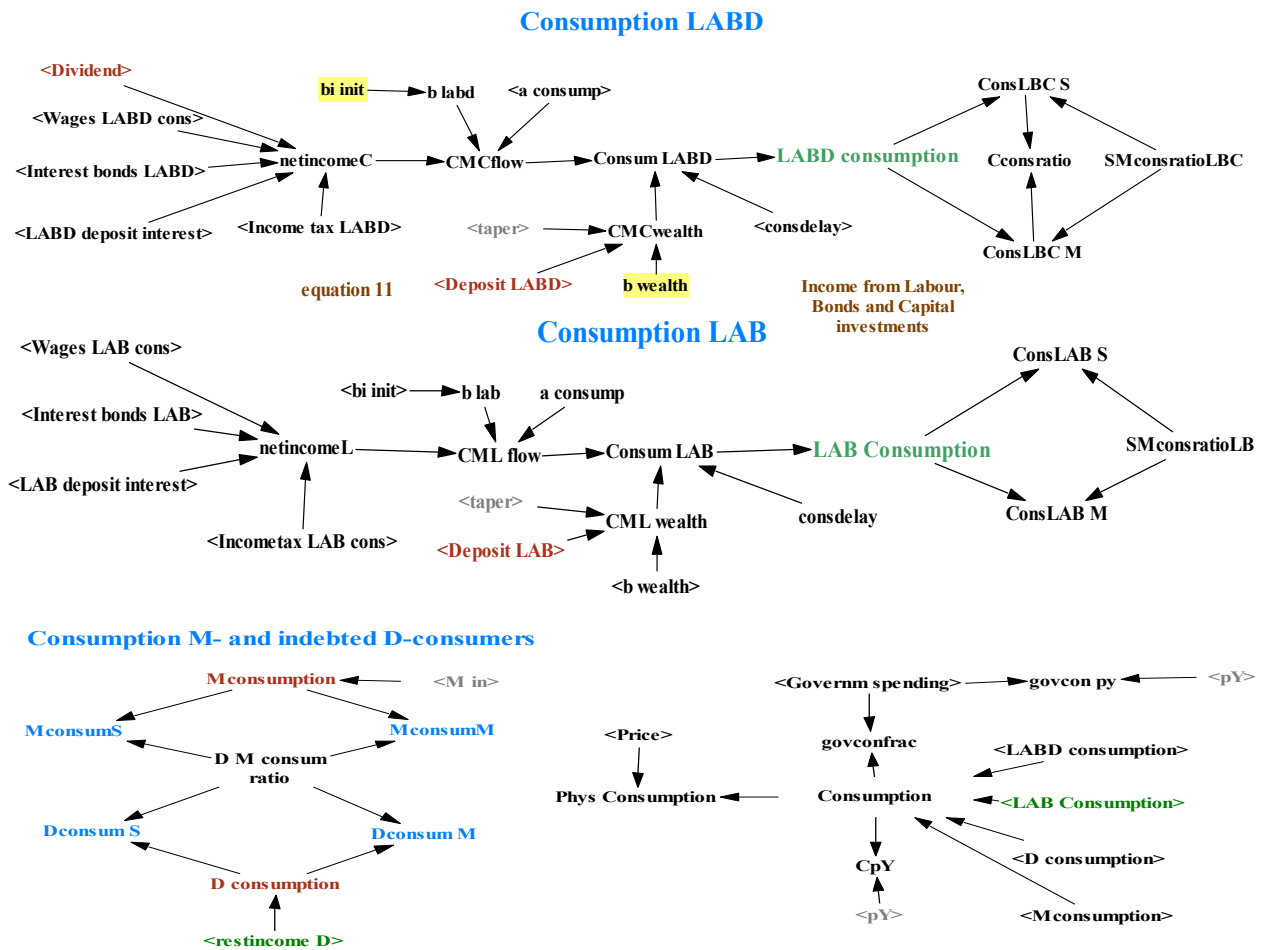 Consumption LABD
<Dividend>
bi init
b labd
<a consump>
ConsLBC S
<Wages LABD cons>
netincomeC
CMCflow
Consum LABD
LABD consumption
Cconsratio
SMconsratioLBC
<Interest bonds LABD>
<LABD deposit interest>
<Income tax LABD>
<taper>
CMCwealth
<consdelay>
ConsLBC M
equation 11
<Deposit LABD>
b wealth
Income from Labour,
Bonds and Capital
investments
Consumption LAB
<Wages LAB cons>
ConsLAB S
<bi init>
b lab
a consump
<Interest bonds LAB>
netincomeL
CML flow
Consum LAB
LAB Consumption
SMconsratioLB
<LAB deposit interest>
<taper>
CML wealth
consdelay
ConsLAB M
<Incometax LAB cons>
<Deposit LAB>
<b wealth>
Consumption M- and indebted D-consumers
Mconsumption
<M in>
MconsumS
MconsumM
D M consum
ratio
Dconsum S
Dconsum M
D consumption
<restincome D>
<Governm spending>
govcon py
<pY>
<Price>
govconfrac
<LABD consumption>
Phys Consumption
Consumption
<LAB Consumption>
CpY
<D consumption>
<pY>
<Mconsumption>